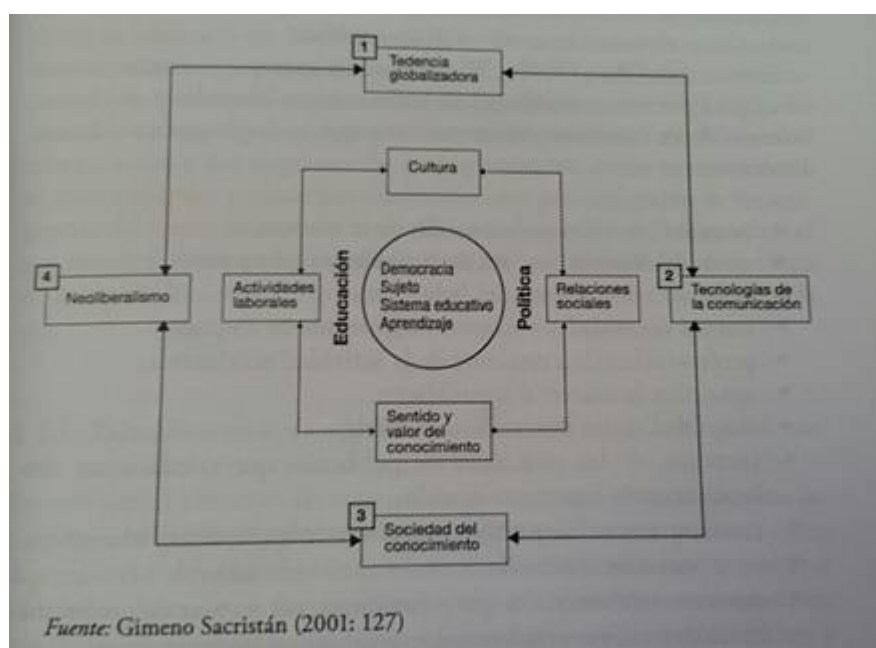 1
Tedencia
globalizadora
Cultura
4
Neoliberalismo
Actividades
laborales
Educación
Democracia
Sujeto
Sistema educativo
Aprendizaje
Política
Relaciones
sociales
2
Tecnologías de
la comunicación
Sentido y
valor del
conocimiento
3
Sociedad del
conocimiento
Fuente: Gimeno Sacristán (2001: 127)